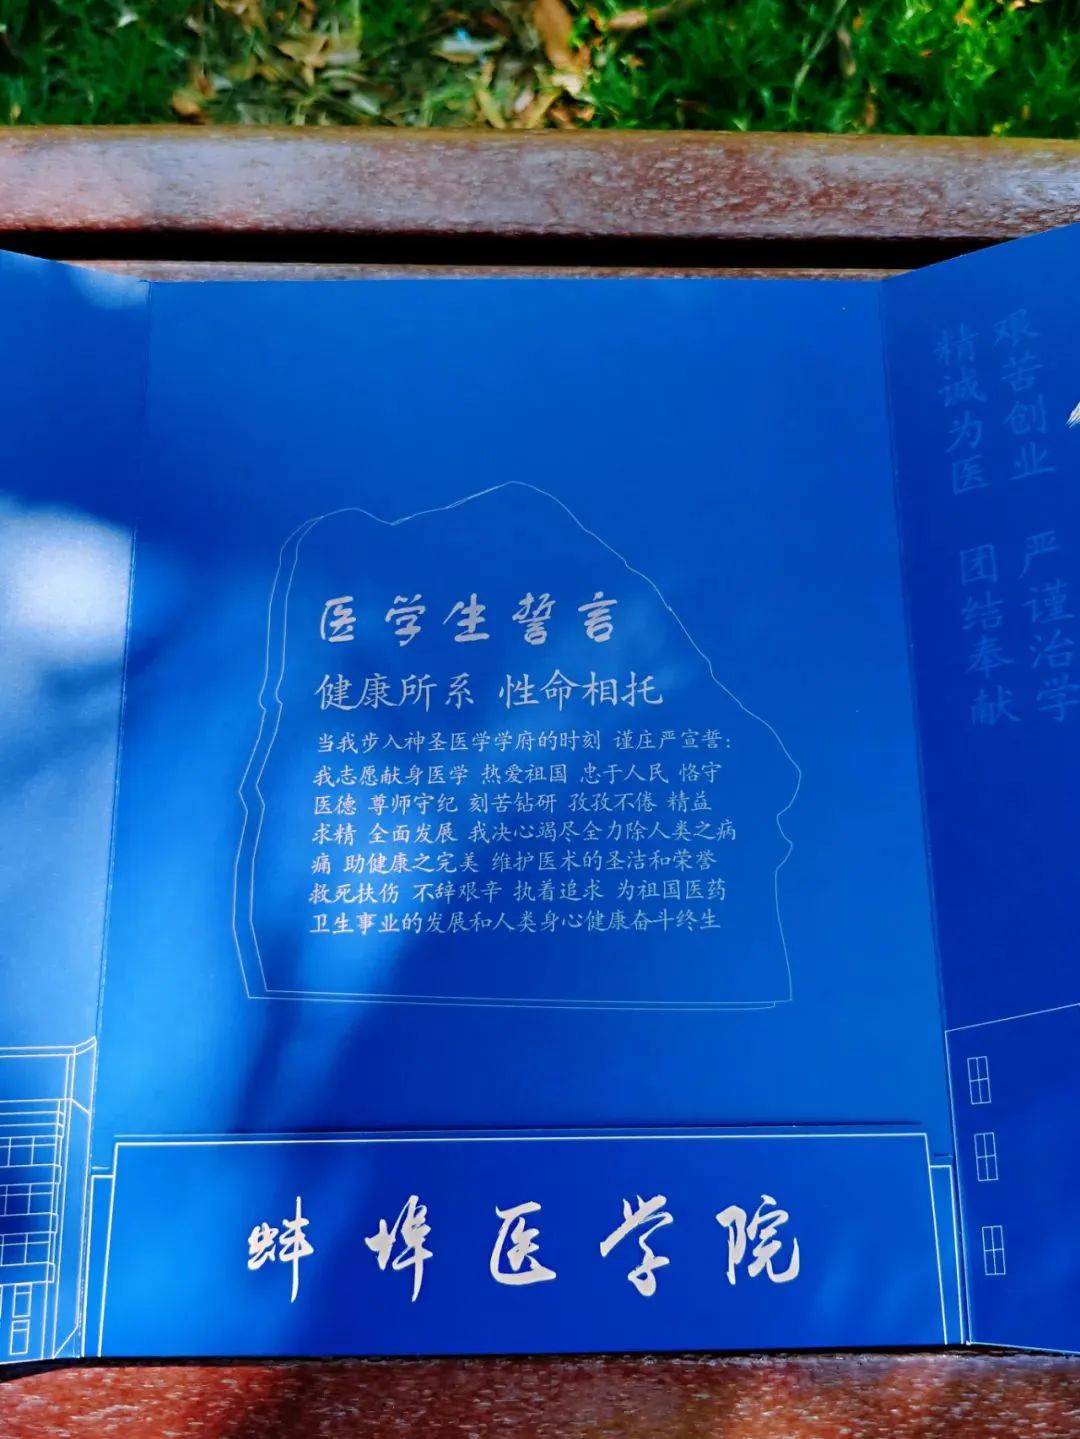 医学生誓言
健康所系 性命相托
当我步入神圣医学学府的时刻 谨庄严宣誓:
我志愿献身医学 热爱祖国 忠于人民 恪守
医德 尊师守纪 刻苦钻研 孜孜不倦 精益
求精 全面发展 我决心竭尽全力除人类之病
痛 助健康之完美 维护医术的圣洁和荣誉
救死扶伤 不辞艰辛 执着追求 为祖国医药
卫生事业的发展和人类身心健康奋斗终生
蚌埠医学院
艰苦创业 严谨治学
精诚为医 团结奉献